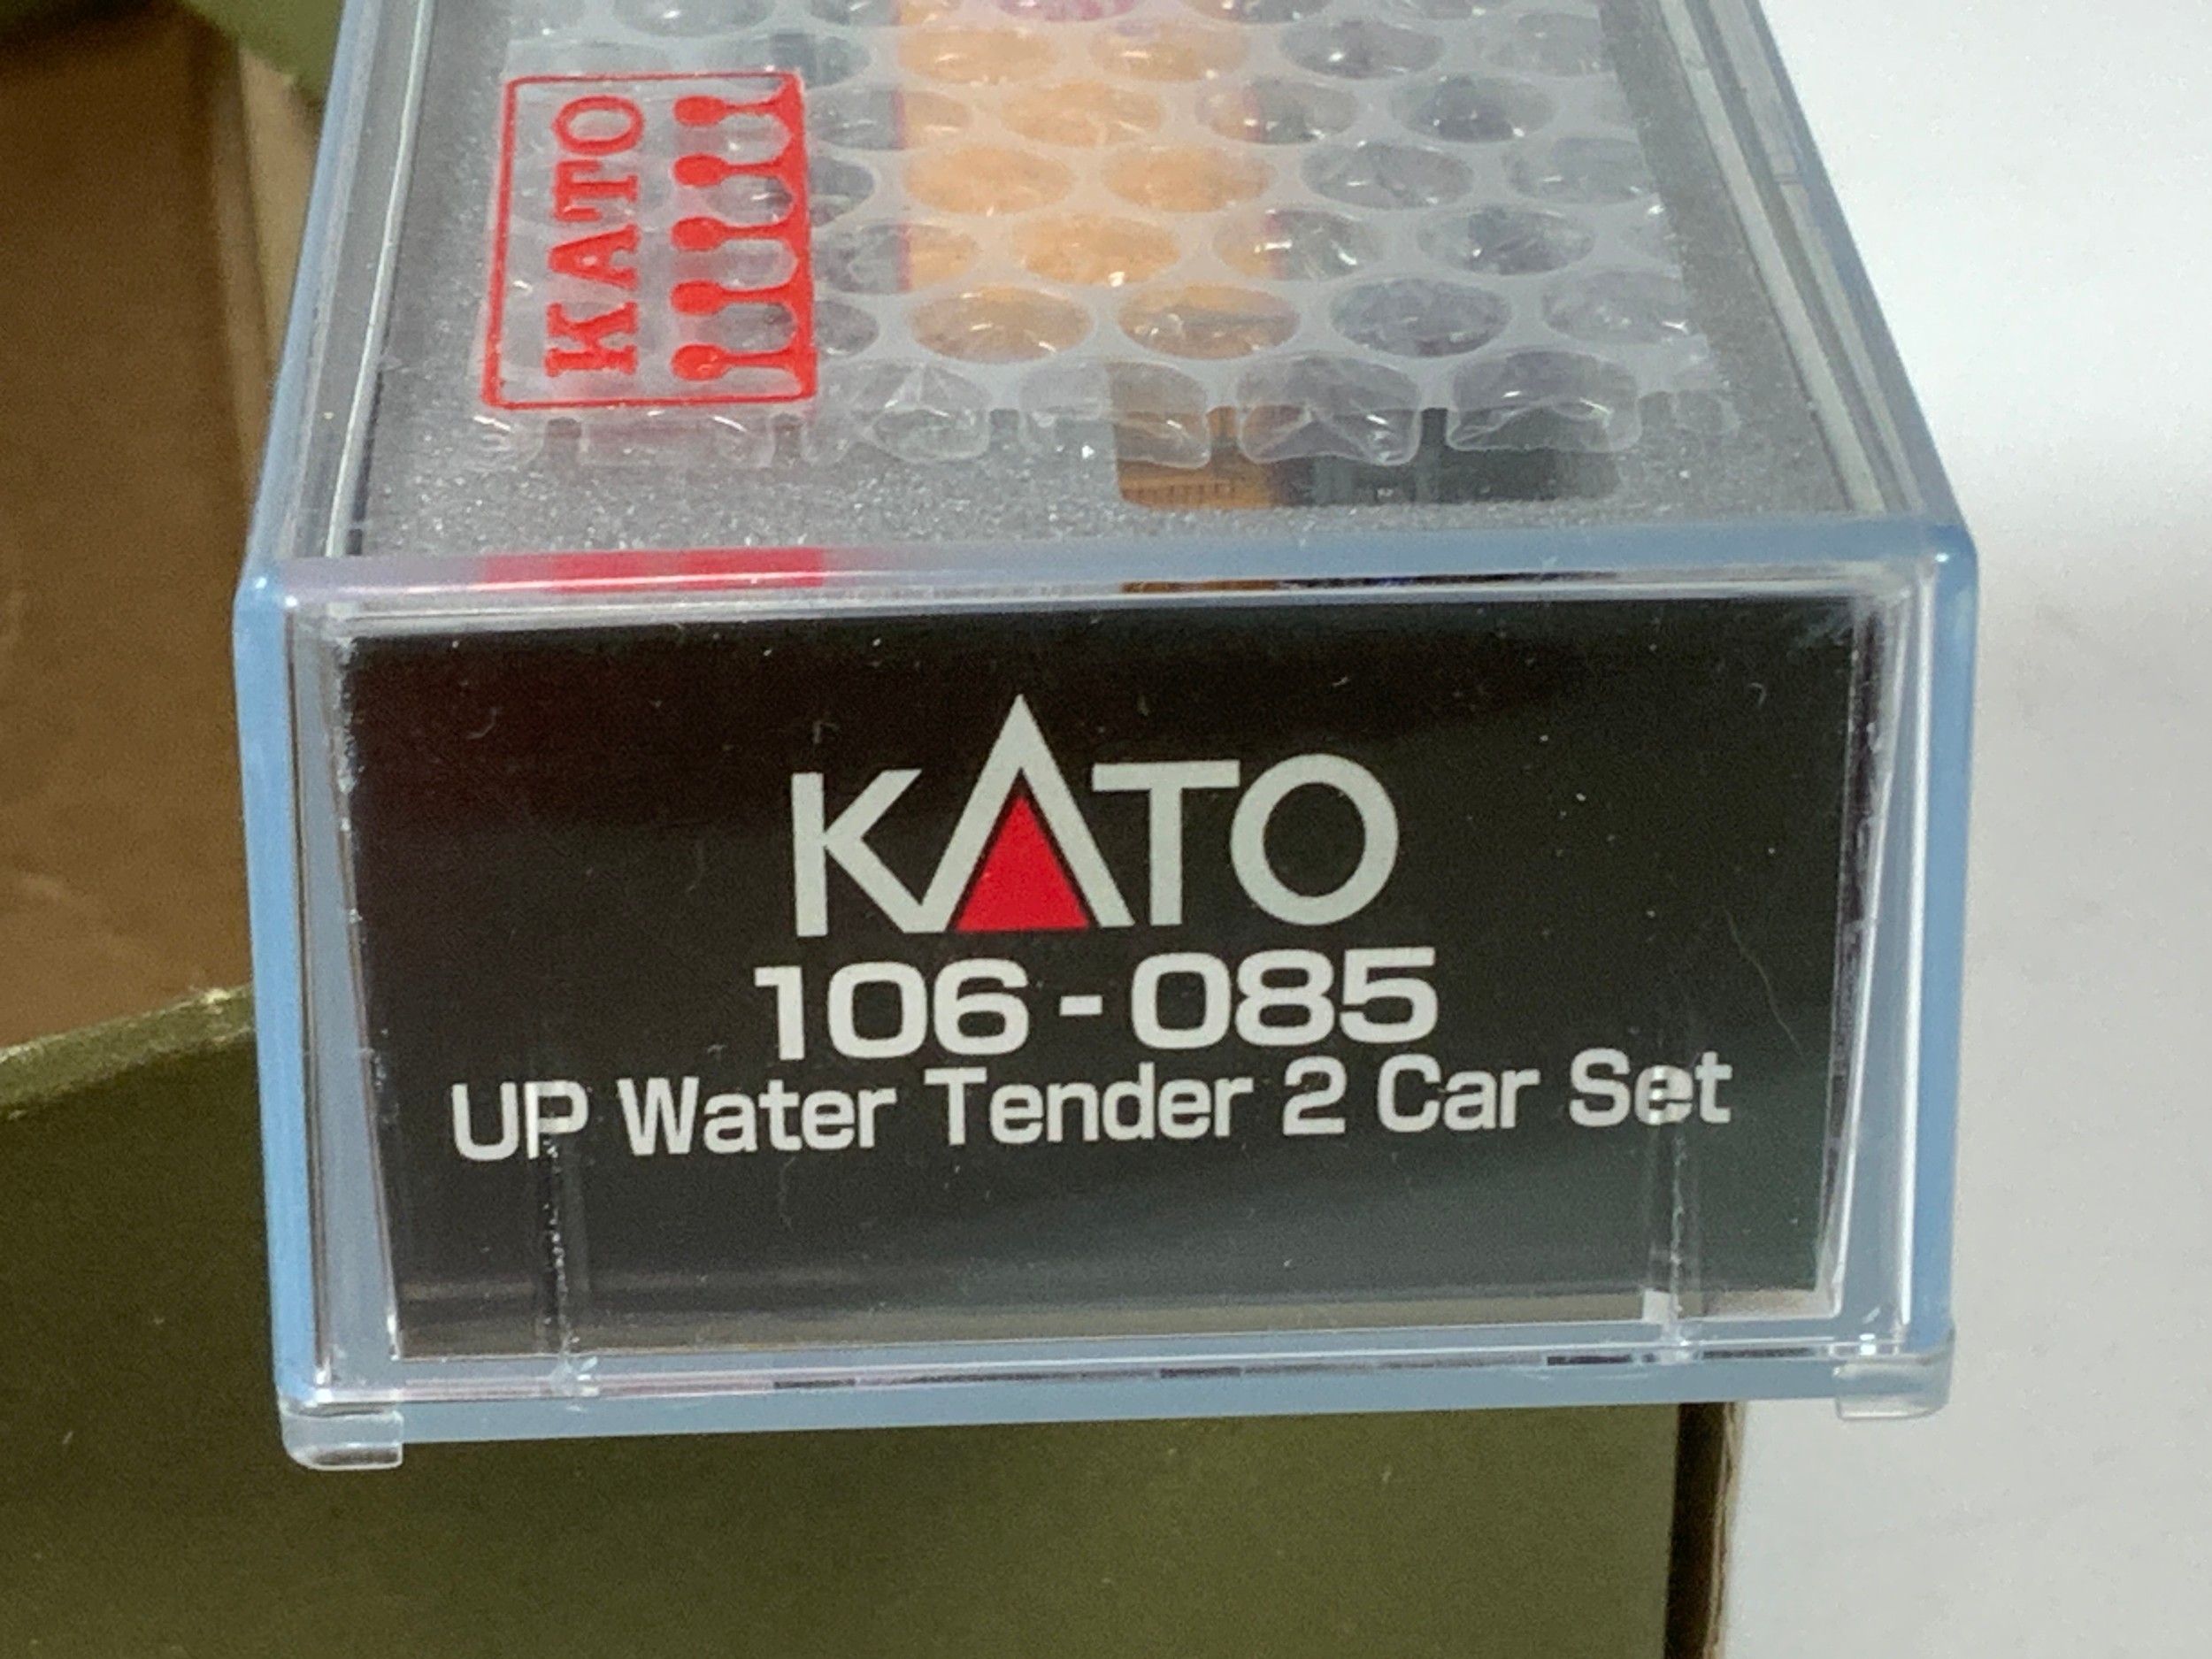 KATO
KATO
106-085
UP Water Tender 2 Car Set